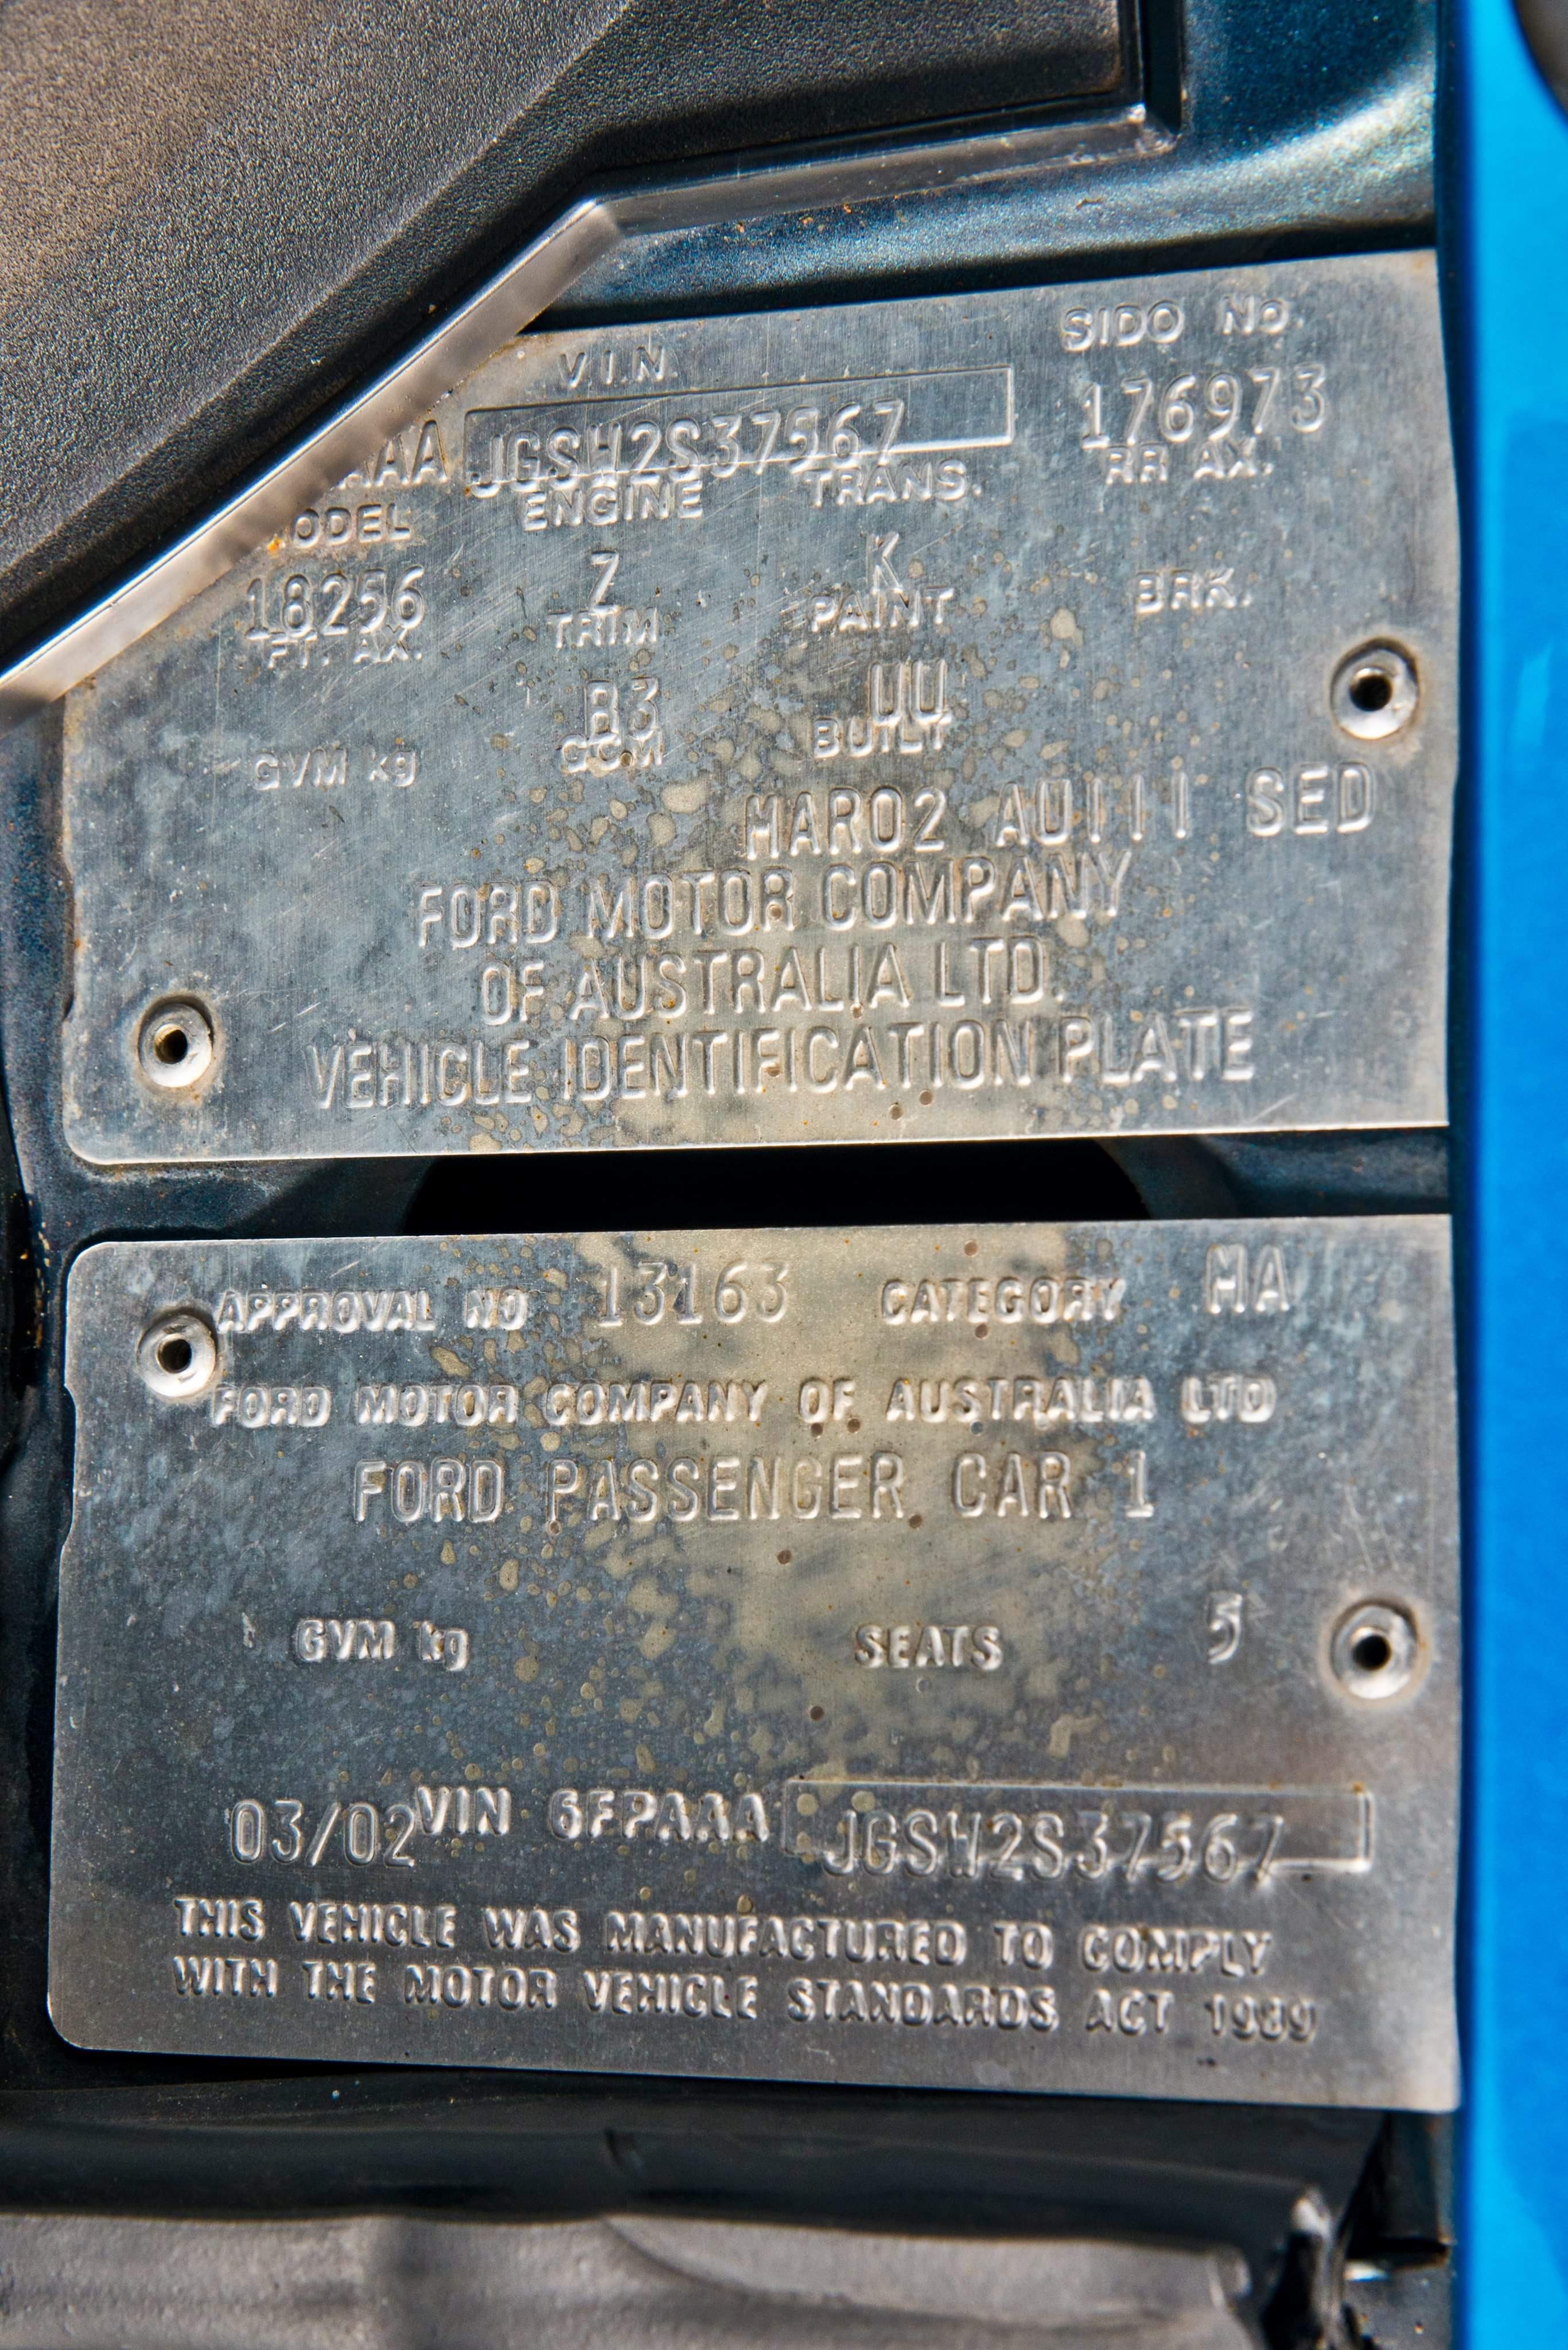 V.I.N. SIDO No.
AAA JGSW2S37567 176973
MODEL ENGINE TRANS. RR AX.
18256 Z K
FT. AX. TRIM PAINT BRK.
B3 UU
GVM kg GCM BUILT
MAR02 AUIII SED
FORD MOTOR COMPANY
OF AUSTRALIA LTD.
VEHICLE IDENTIFICATION PLATE
APPROVAL NO 13163 CATEGORY MA
FORD MOTOR COMPANY OF AUSTRALIA LTD
FORD PASSENGER CAR 1
GVM kg SEATS 5
03/02 VIN 6FPAAA JGSW2S37567
THIS VEHICLE WAS MANUFACTURED TO COMPLY
WITH THE MOTOR VEHICLE STANDARDS ACT 1989